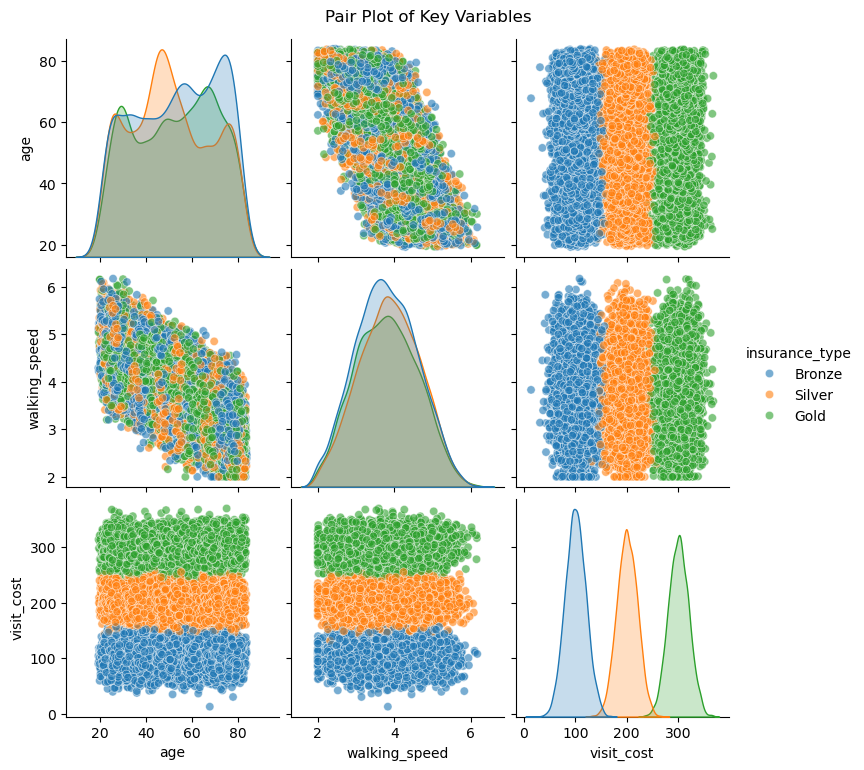 Pair Plot of Key Variables
80
60
40
20
age
6
5
4
3
2
walking_speed
insurance_type
Bronze
Silver
Gold
300
200
100
0
visit_cost
20 40 60 80
2 4 6
0 100 200 300
age
walking_speed
visit_cost